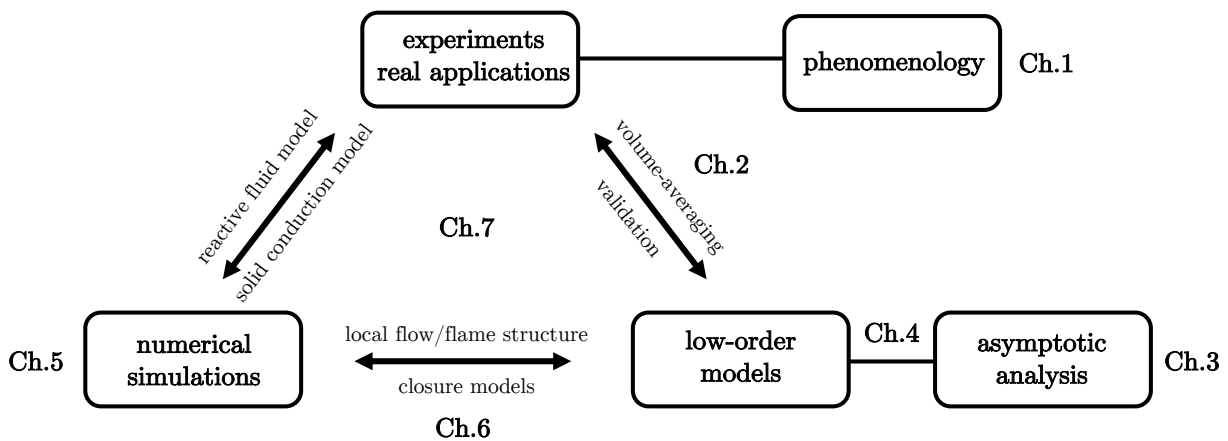 experiments
real applications
phenomenology
Ch.1
reactive fluid model
solid conduction model
volume-averaging
validation
Ch.2
Ch.7
Ch.5
numerical
simulations
local flow/flame structure
closure models
Ch.6
low-order
models
Ch.4
asymptotic
analysis
Ch.3